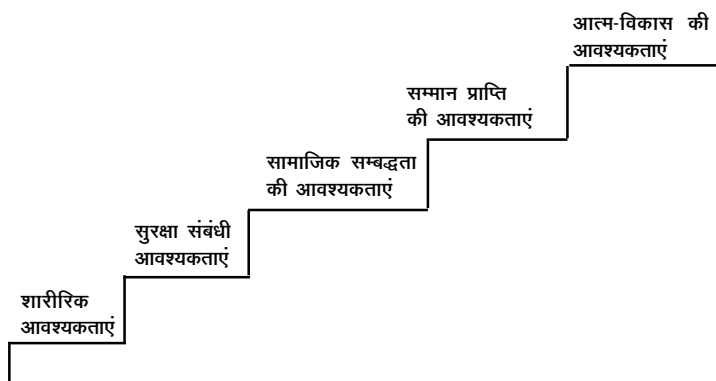 आत्म-विकास की
आवश्यकताएं
सम्मान प्राप्ति
की आवश्यकताएं
सामाजिक सम्बद्धता
की आवश्यकताएं
सुरक्षा संबंधी
आवश्यकताएं
शारीरिक
आवश्यकताएं